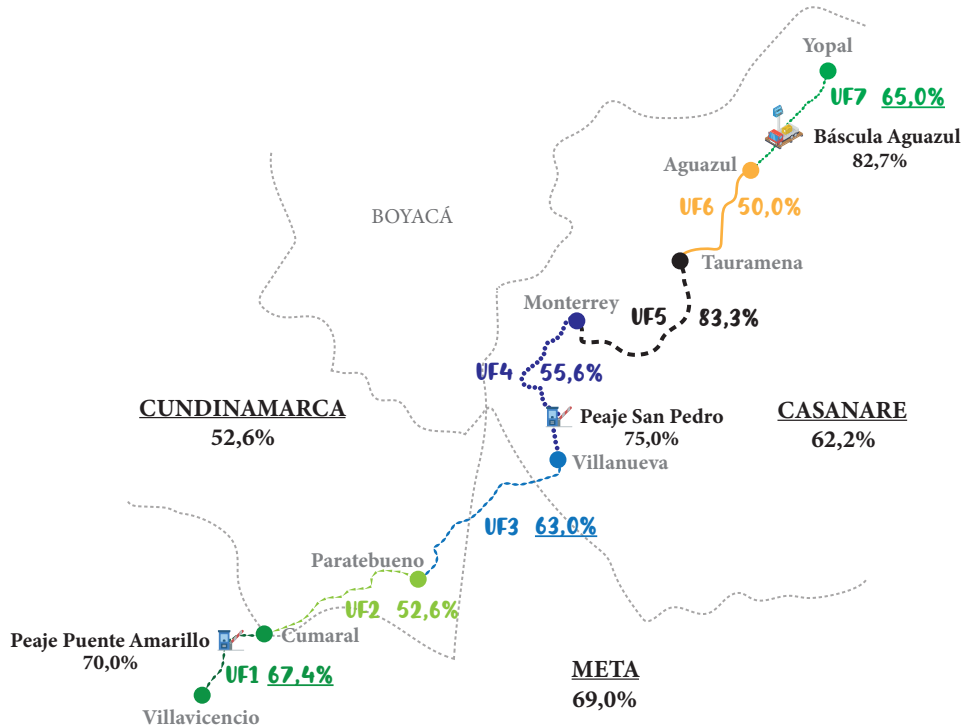 Yopal
UF7 65,0%
Báscula Aguazul
82,7%
Aguazul
BOYACÁ
UF6 50,0%
Tauramena
Monterrey
UF5 83,3%
UF4 55,6%
CUNDINAMARCA
52,6%
Peaje San Pedro
75,0%
CASANARE
62,2%
Villanueva
UF3 63,0%
Paratebueno
UF2 52,6%
Peaje Puente Amarillo
70,0%
Cumaral
UF1 67,4%
META
69,0%
Villavicencio